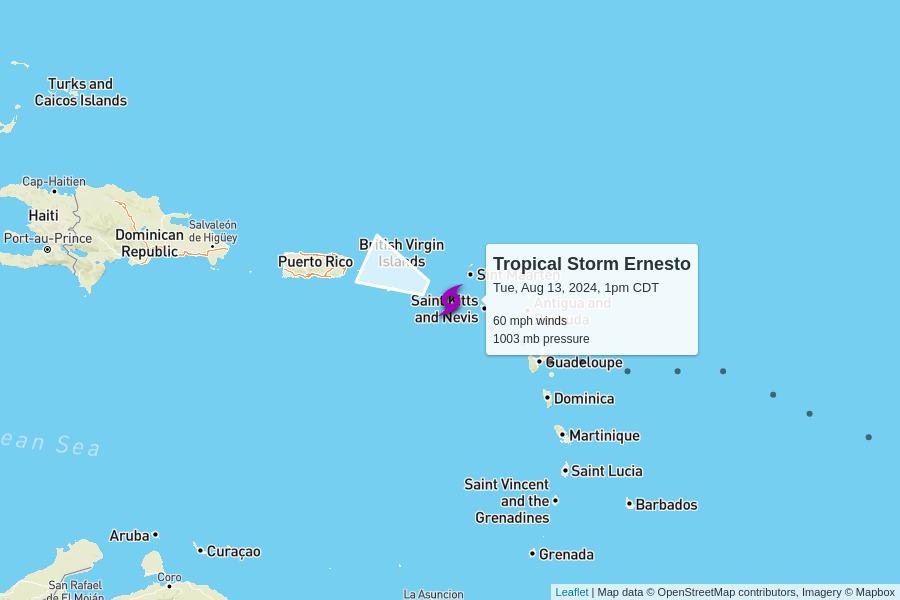 Turks and
Caicos Islands
Cap-Haitien
Haiti
Port-au-Prince
Dominican
Republic
Salvaleón
de Higüey
Puerto Rico
British Virgin
Islands
Sint Maarten
Saint Kitts
and Nevis
Tropical Storm Ernesto
Tue, Aug 13, 2024, 1pm CDT
Antigua and
Barbuda
60 mph winds
1003 mb pressure
Guadeloupe
Dominica
Martinique
Saint Lucia
Saint Vincent
and the
Grenadines
Barbados
Grenada
ean Sea
Aruba
Curaçao
Coro
San Rafael
de El Moján
La Asuncion
Leaflet | Map data © OpenStreetMap contributors, Imagery © Mapbox